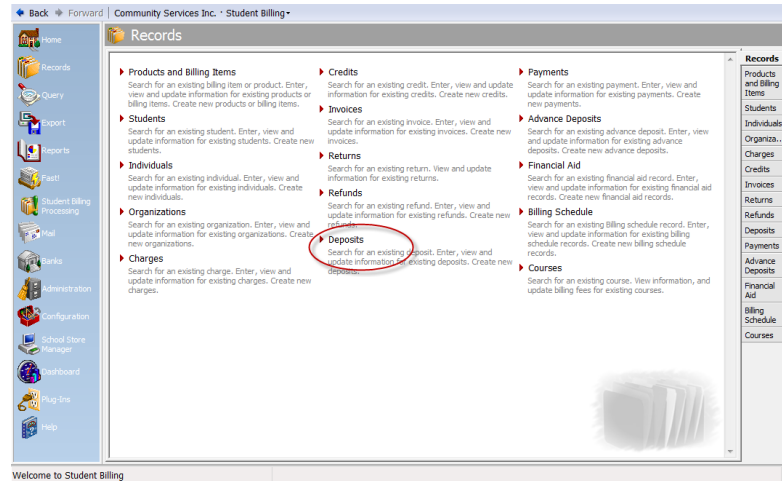 Back Forward Community Services Inc. · Student Billing
Records
Home
Records
Query
Export
Reports
Fast!
Student Billing
Processing
Mail
Banks
Administration
Configuration
School Store
Manager
Dashboard
Plug-Ins
Help
Products and Billing Items
Search for an existing billing item or product. Enter,
view and update information for existing products or
billing items. Create new products or billing items.
Students
Search for an existing student. Enter, view and
update information for existing students. Create new
students.
Individuals
Search for an existing individual. Enter, view and
update information for existing individuals. Create
new individuals.
Organizations
Search for an existing organization. Enter, view and
update information for existing organizations. Create
new organizations.
Charges
Search for an existing charge. Enter, view and
update information for existing charges. Create new
charges.
Credits
Search for an existing credit. Enter, view and update
information for existing credits. Create new credits.
Invoices
Search for an existing invoice. Enter, view and
update information for existing invoices. Create new
invoices.
Returns
Search for an existing return. View and update
information for existing returns.
Refunds
Search for an existing refund. Enter, view and
update information for existing refunds. Create new
refunds.
Deposits
Search for an existing deposit. Enter, view and
update information for existing deposits. Create new
deposits.
Payments
Search for an existing payment. Enter, view and
update information for existing payments. Create
new payments.
Advance Deposits
Search for an existing advance deposit. Enter, view
and update information for existing advance
deposits. Create new advance deposits.
Financial Aid
Search for an existing financial aid record. Enter,
view and update information for existing financial aid
records. Create new financial aid records.
Billing Schedule
Search for an existing Billing schedule record. Enter,
view and update information for existing billing
schedule records. Create new billing schedule
records.
Courses
Search for an existing course. View information, and
update billing fees for existing courses.
Records
Products
and Billing
Items
Students
Individuals
Organiza..
Charges
Credits
Invoices
Returns
Refunds
Deposits
Payments
Advance
Deposits
Financial
Aid
Billing
Schedule
Courses
Welcome to Student Billing